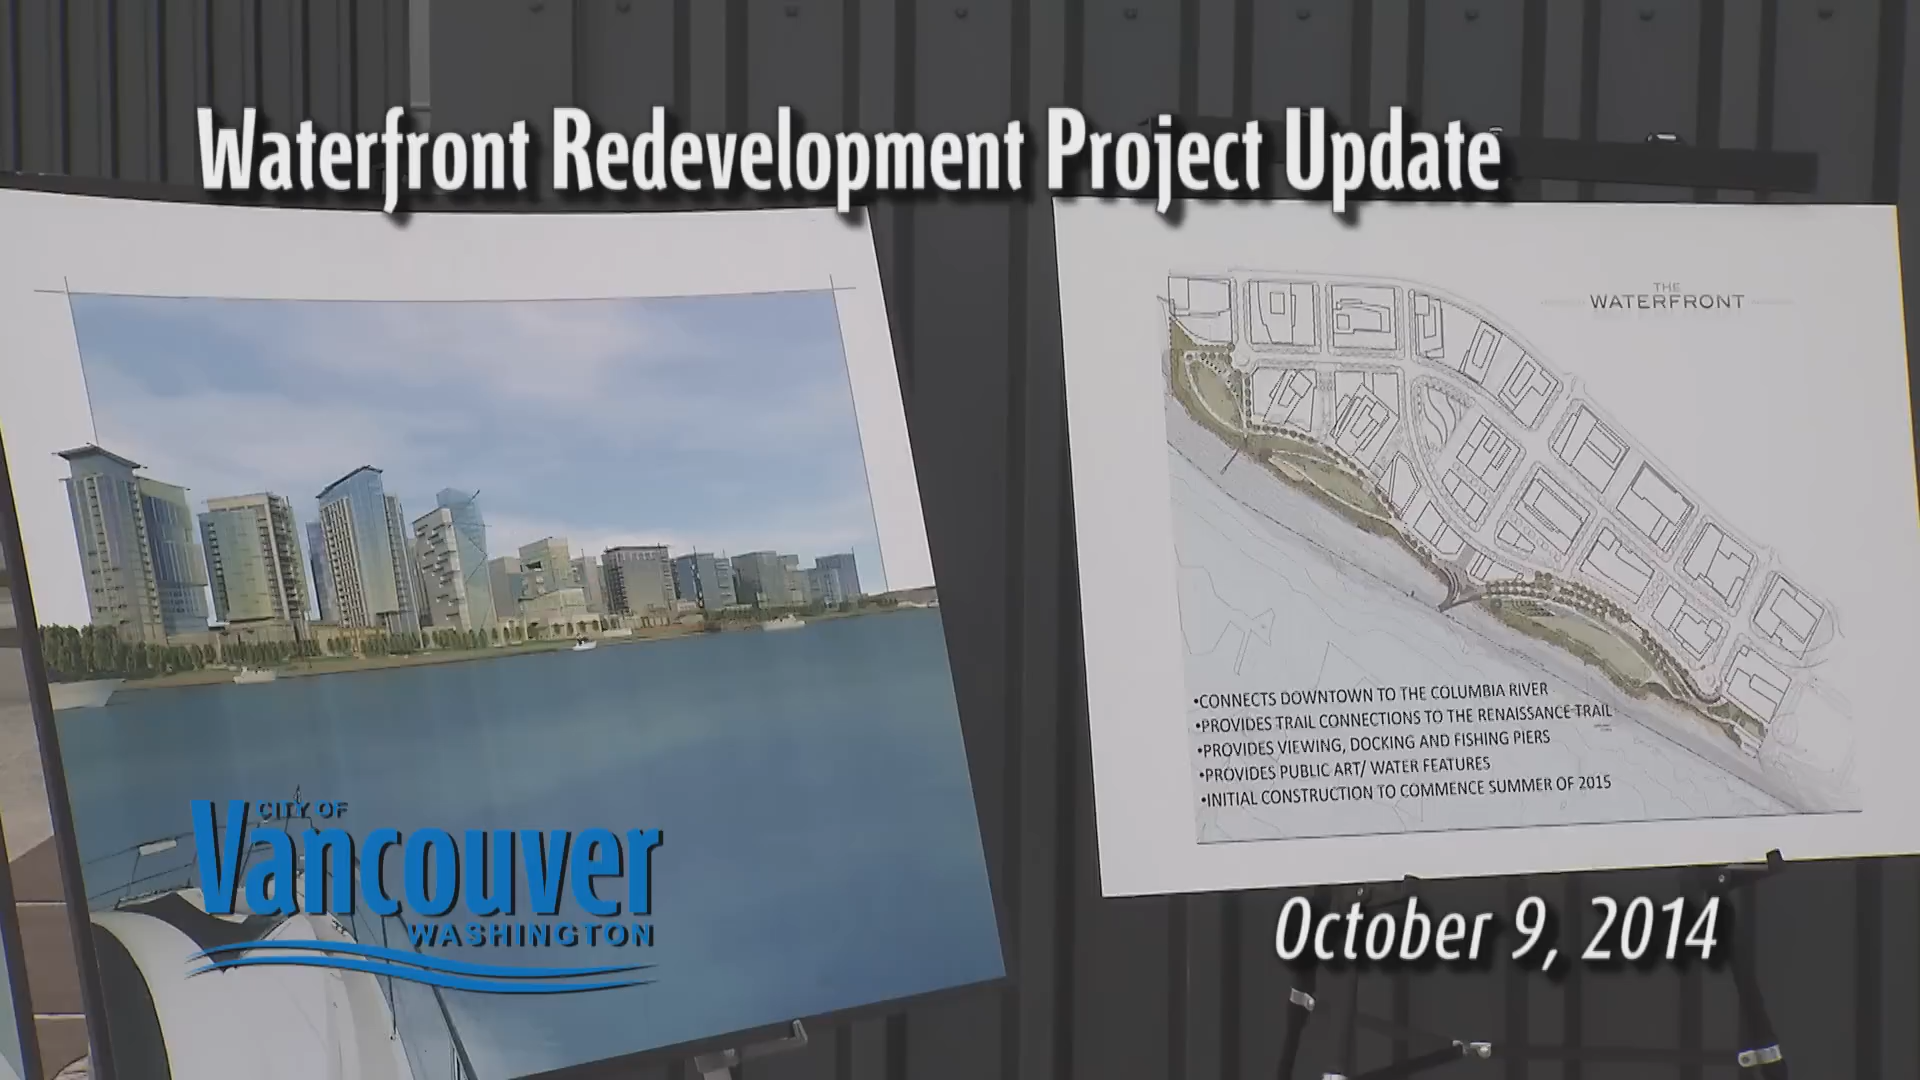 Waterfront Redevelopment Project Update
THE
WATERFRONT
•CONNECTS DOWNTOWN TO THE COLUMBIA RIVER
•PROVIDES TRAIL CONNECTIONS TO THE RENAISSANCE TRAIL
•PROVIDES VIEWING, DOCKING AND FISHING PIERS
•PROVIDES PUBLIC ART/ WATER FEATURES
•INITIAL CONSTRUCTION TO COMMENCE SUMMER OF 2015
CITY OF
Vancouver
WASHINGTON
October 9, 2014